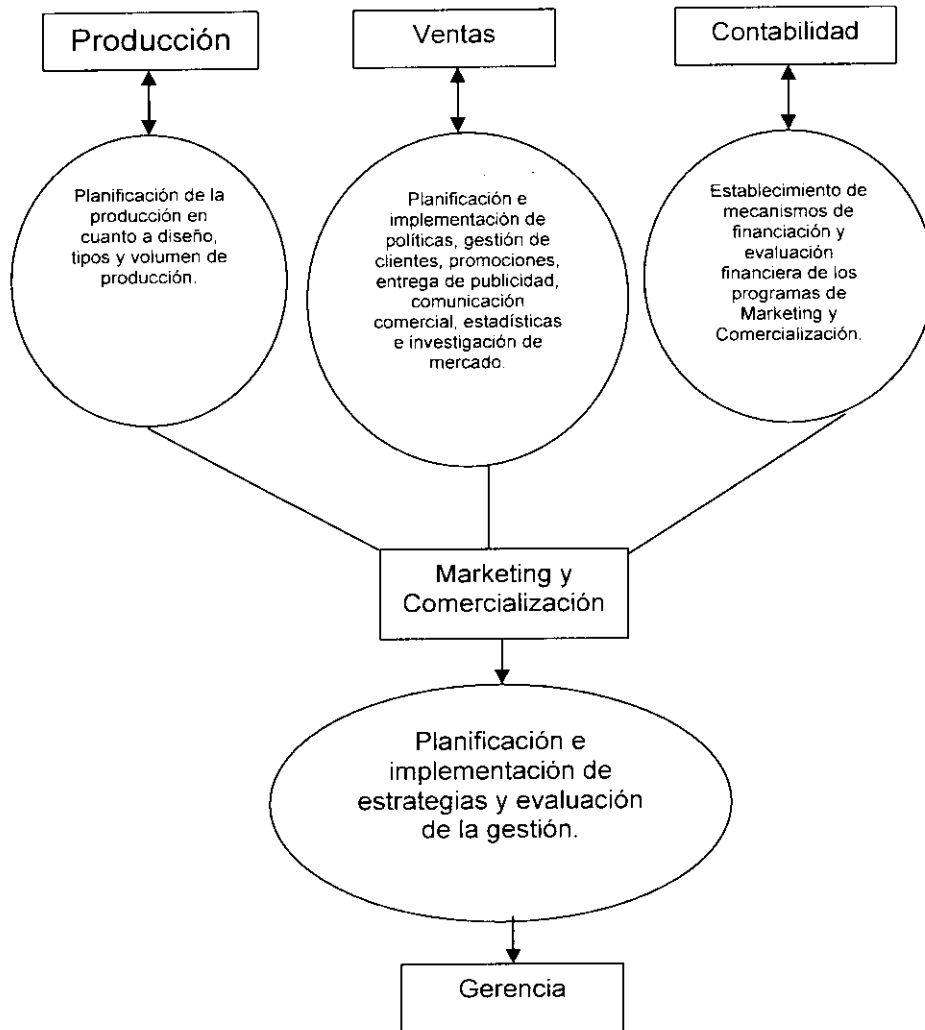 Producción
Ventas
Contabilidad
Planificación de la
producción en
cuanto a diseño,
tipos y volumen de
producción.
Planificación e
implementación de
políticas, gestión de
clientes, promociones,
entrega de publicidad,
comunicación
comercial, estadísticas
e investigación de
mercado.
Establecimiento de
mecanismos de
financiación y
evaluación
financiera de los
programas de
Marketing y
Comercialización.
Marketing y
Comercialización
Planificación e
implementación de
estrategias y evaluación
de la gestión.
Gerencia